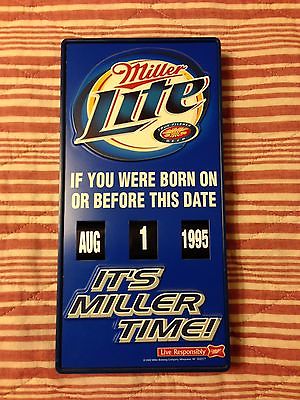 Miller
Lite
IF YOU WERE BORN ON
OR BEFORE THIS DATE
AUG 1 1995
IT'S
MILLER
TIME!
Live Responsibly